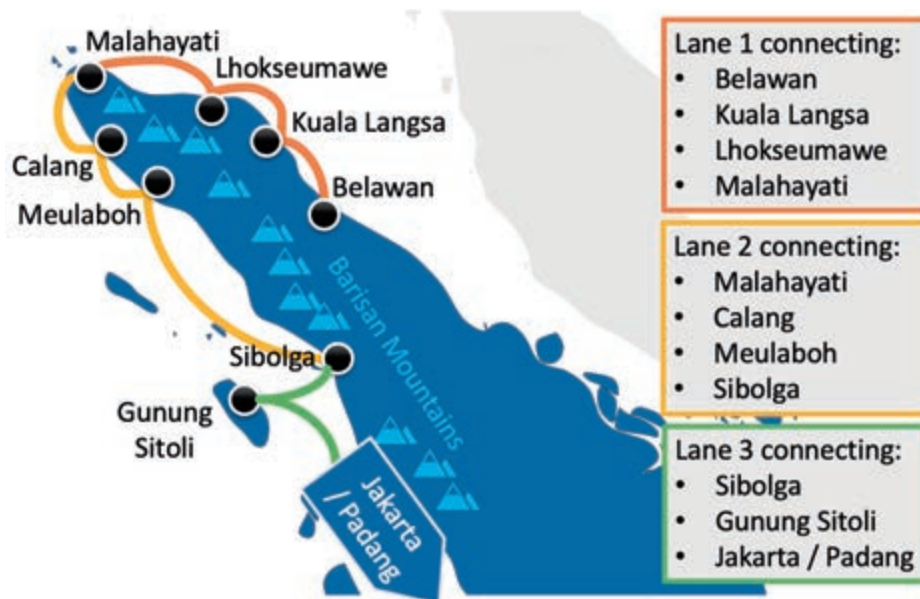 Malahayati
Lhokseumawe
Kuala Langsa
Calang
Meulaboh
Belawan
Barisan Mountains
Sibolga
Gunung
Sitoli
Jakarta
/ Padang
Lane 1 connecting:
• Belawan
• Kuala Langsa
• Lhokseumawe
• Malahayati
Lane 2 connecting:
• Malahayati
• Calang
• Meulaboh
• Sibolga
Lane 3 connecting:
• Sibolga
• Gunung Sitoli
• Jakarta / Padang